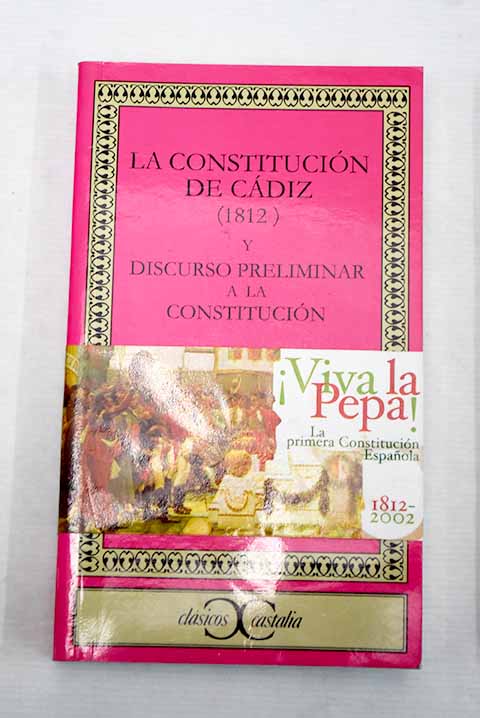 LA CONSTITUCIÓN
DE CÁDIZ
(1812)
Y
DISCURSO PRELIMINAR
A LA
CONSTITUCIÓN
¡Viva la
Pepa!
La
primera Constitución
Española
1812-
2002
clásicos castalia